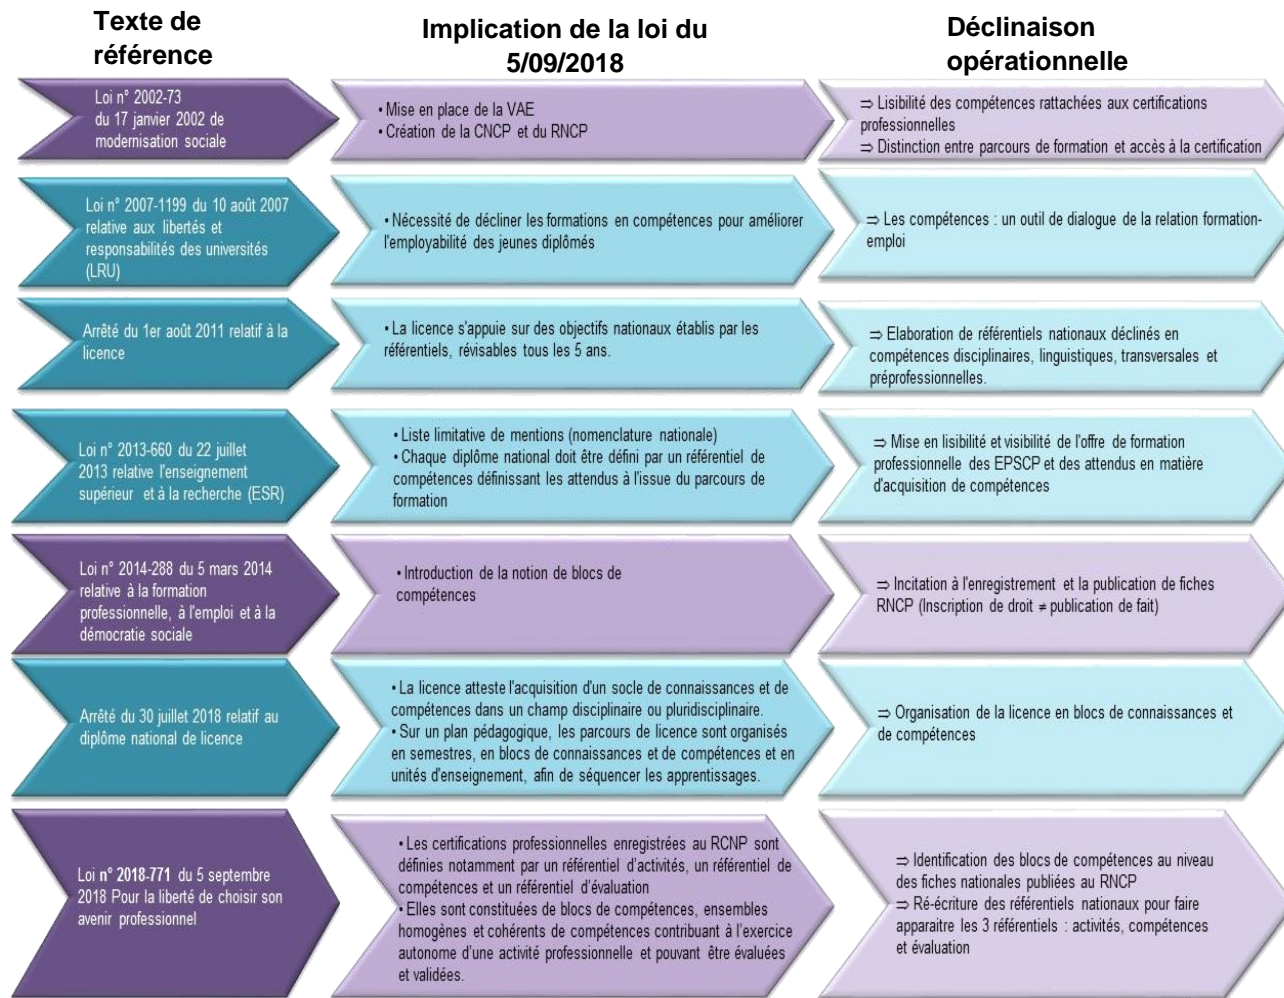 Texte de
référence
Implication de la loi du
5/09/2018
Déclinaison
opérationnelle
Loi n° 2002-73
du 17 janvier 2002 de
modernisation sociale
• Mise en place de la VAE
• Création de la CNCP et du RNCP
⇒ Lisibilité des compétences rattachées aux certifications
professionnelles
⇒ Distinction entre parcours de formation et accès à la certification
Loi n° 2007-1199 du 10 août 2007
relative aux libertés et
responsabilités des universités
(LRU)
• Nécessité de décliner les formations en compétences pour améliorer
l'employabilité des jeunes diplômés
⇒ Les compétences : un outil de dialogue de la relation formation-
emploi
Arrêté du 1er août 2011 relatif à la
licence
• La licence s'appuie sur des objectifs nationaux établis par les
référentiels, révisables tous les 5 ans.
⇒ Elaboration de référentiels nationaux déclinés en
compétences disciplinaires, linguistiques, transversales et
préprofessionnelles.
Loi n° 2013-660 du 22 juillet
2013 relative l'enseignement
supérieur et à la recherche (ESR)
• Liste limitative de mentions (nomenclature nationale)
• Chaque diplôme national doit être défini par un référentiel de
compétences définissant les attendus à l'issue du parcours de
formation
⇒ Mise en lisibilité et visibilité de l'offre de formation
professionnelle des EPSCP et des attendus en matière
d'acquisition de compétences
Loi n° 2014-288 du 5 mars 2014
relative à la formation
professionnelle, à l'emploi et à la
démocratie sociale
• Introduction de la notion de blocs de
compétences
⇒ Incitation à l'enregistrement et la publication de fiches
RNCP (Inscription de droit ≠ publication de fait)
Arrêté du 30 juillet 2018 relatif au
diplôme national de licence
• La licence atteste l'acquisition d'un socle de connaissances et de
compétences dans un champ disciplinaire ou pluridisciplinaire.
• Sur un plan pédagogique, les parcours de licence sont organisés
en semestres, en blocs de connaissances et de compétences et en
unités d'enseignement, afin de séquencer les apprentissages.
⇒ Organisation de la licence en blocs de connaissances et
de compétences
Loi n° 2018-771 du 5 septembre
2018 Pour la liberté de choisir son
avenir professionnel
• Les certifications professionnelles enregistrées au RCNP sont
définies notamment par un référentiel d'activités, un référentiel de
compétences et un référentiel d'évaluation
• Elles sont constituées de blocs de compétences, ensembles
homogènes et cohérents de compétences contribuant à l'exercice
autonome d'une activité professionnelle et pouvant être évaluées
et validées.
⇒ Identification des blocs de compétences au niveau
des fiches nationales publiées au RNCP
⇒ Ré-écriture des référentiels nationaux pour faire
apparaitre les 3 référentiels : activités, compétences
et évaluation